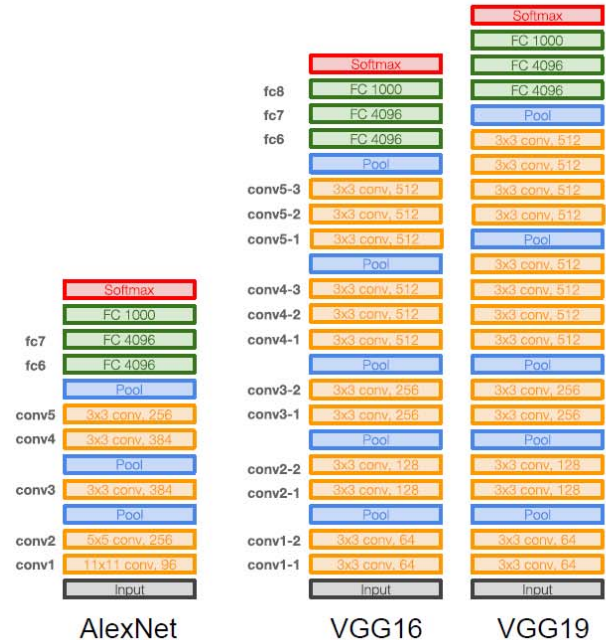 Softmax
FC 1000
fc7 FC 4096
fc6 FC 4096
Pool
conv5 3x3 conv, 256
conv4 3x3 conv, 384
Pool
conv3 3x3 conv, 384
Pool
conv2 5x5 conv, 256
conv1 11x11 conv, 96
Input
AlexNet
Softmax
fc8 FC 1000
fc7 FC 4096
fc6 FC 4096
Pool
conv5-3 3x3 conv, 512
conv5-2 3x3 conv, 512
conv5-1 3x3 conv, 512
Pool
conv4-3 3x3 conv, 512
conv4-2 3x3 conv, 512
conv4-1 3x3 conv, 512
Pool
conv3-2 3x3 conv, 256
conv3-1 3x3 conv, 256
Pool
conv2-2 3x3 conv, 128
conv2-1 3x3 conv, 128
Pool
conv1-2 3x3 conv, 64
conv1-1 3x3 conv, 64
Input
VGG16
Softmax
FC 1000
FC 4096
FC 4096
Pool
3x3 conv, 512
3x3 conv, 512
3x3 conv, 512
3x3 conv, 512
Pool
3x3 conv, 512
3x3 conv, 512
3x3 conv, 512
3x3 conv, 512
Pool
3x3 conv, 256
3x3 conv, 256
Pool
3x3 conv, 128
3x3 conv, 128
Pool
3x3 conv, 64
3x3 conv, 64
Input
VGG19